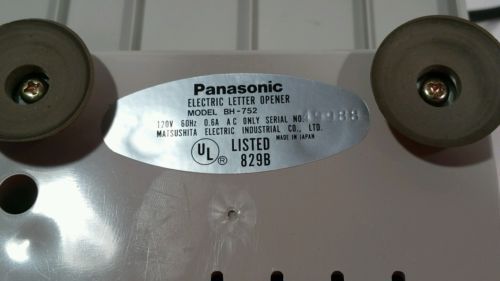 Panasonic
ELECTRIC LETTER OPENER
MODEL BH-752
120V 60Hz 0.6A AC ONLY SERIAL NO.
MATSUSHITA ELECTRIC INDUSTRIAL CO., LTD.
MADE IN JAPAN
UL ® LISTED
829B